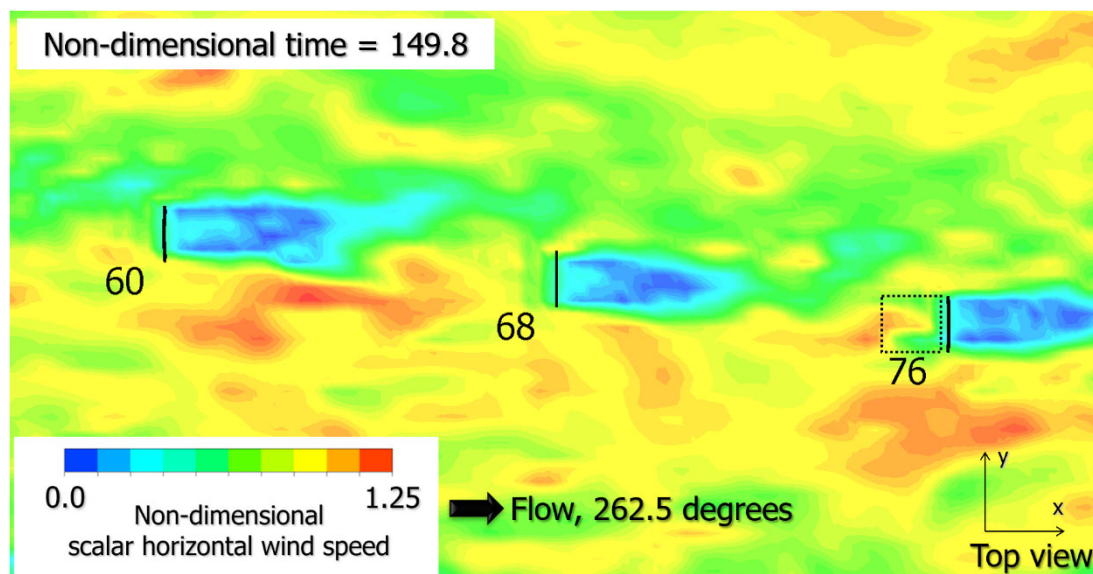 Non-dimensional time = 149.8
60
68
76
0.0 1.25
Non-dimensional
scalar horizontal wind speed
Flow, 262.5 degrees
y
x
Top view